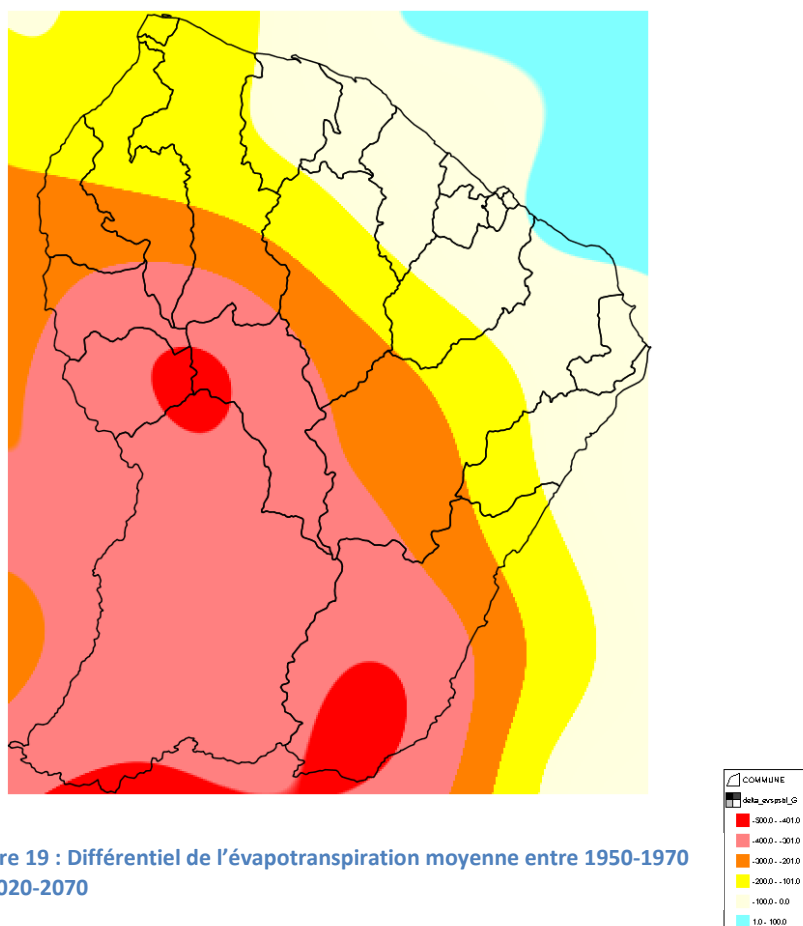 COMMUNE
delta_evspsbl_G
-500.0 - -401.0
-400.0 - -301.0
-300.0 - -201.0
-200.0 - -101.0
-100.0 - 0.0
1.0 - 100.0
re 19 : Différentiel de l’évapotranspiration moyenne entre 1950-1970
020-2070